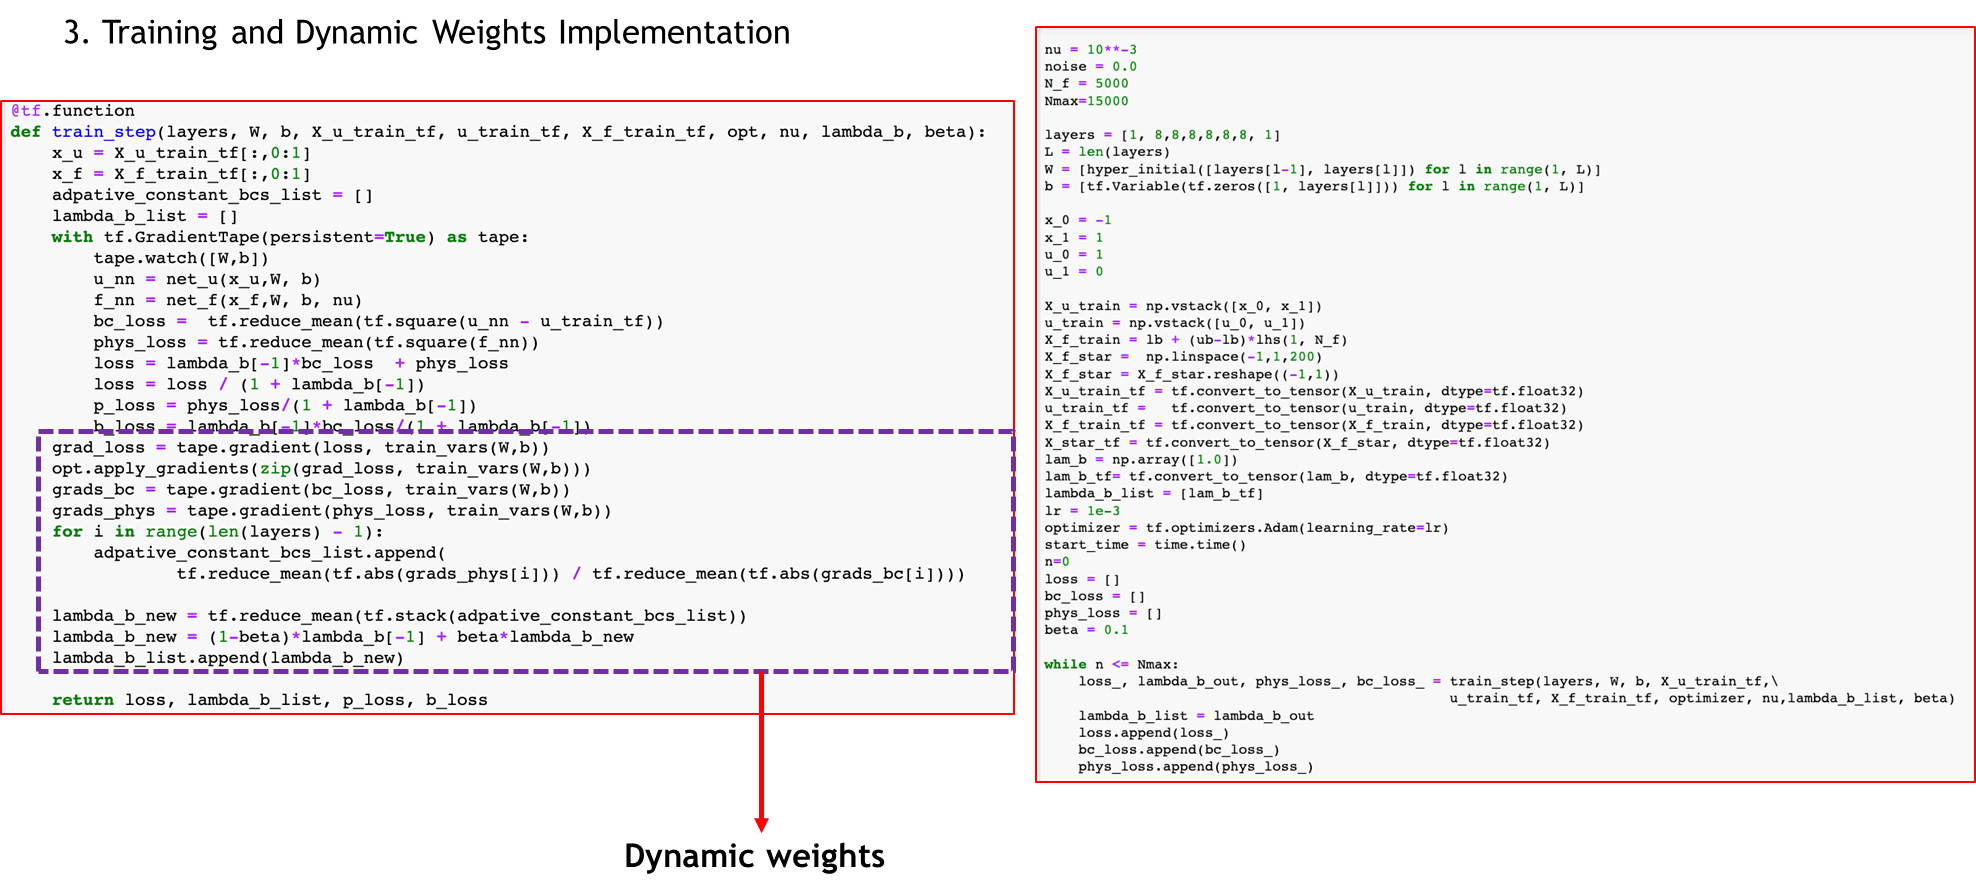 3. Training and Dynamic Weights Implementation
@tf.function
def train_step(layers, W, b, X_u_train_tf, u_train_tf, X_f_train_tf, opt, nu, lambda_b, beta):
    x_u = X_u_train_tf[:,0:1]
    x_f = X_f_train_tf[:,0:1]
    adpative_constant_bcs_list = []
    lambda_b_list = []
    with tf.GradientTape(persistent=True) as tape:
        tape.watch([W,b])
        u_nn = net_u(x_u,W, b)
        f_nn = net_f(x_f,W, b, nu)
        bc_loss =  tf.reduce_mean(tf.square(u_nn - u_train_tf))
        phys_loss = tf.reduce_mean(tf.square(f_nn))
        loss = lambda_b[-1]*bc_loss  + phys_loss
        loss = loss / (1 + lambda_b[-1])
        p_loss = phys_loss/(1 + lambda_b[-1])
        b_loss = lambda_b[-1]*bc_loss/(1 + lambda_b[-1])
    grad_loss = tape.gradient(loss, train_vars(W,b))
    opt.apply_gradients(zip(grad_loss, train_vars(W,b)))
    grads_bc = tape.gradient(bc_loss, train_vars(W,b))
    grads_phys = tape.gradient(phys_loss, train_vars(W,b))
    for i in range(len(layers) - 1):
        adpative_constant_bcs_list.append(
                tf.reduce_mean(tf.abs(grads_phys[i])) / tf.reduce_mean(tf.abs(grads_bc[i])))
    lambda_b_new = tf.reduce_mean(tf.stack(adpative_constant_bcs_list))
    lambda_b_new = (1-beta)*lambda_b[-1] + beta*lambda_b_new
    lambda_b_list.append(lambda_b_new)
    return loss, lambda_b_list, p_loss, b_loss
Dynamic weights
nu = 10**-3
noise = 0.0
N_f = 5000
Nmax=15000
layers = [1, 8,8,8,8,8,8, 1]
L = len(layers)
W = [hyper_initial([layers[l-1], layers[l]]) for l in range(1, L)]
b = [tf.Variable(tf.zeros([1, layers[l]])) for l in range(1, L)]
x_0 = -1
x_1 = 1
u_0 = 1
u_1 = 0
X_u_train = np.vstack([x_0, x_1])
u_train = np.vstack([u_0, u_1])
X_f_train = lb + (ub-lb)*lhs(1, N_f)
X_f_star =  np.linspace(-1,1,200)
X_f_star = X_f_star.reshape((-1,1))
X_u_train_tf = tf.convert_to_tensor(X_u_train, dtype=tf.float32)
u_train_tf =   tf.convert_to_tensor(u_train, dtype=tf.float32)
X_f_train_tf = tf.convert_to_tensor(X_f_train, dtype=tf.float32)
X_star_tf = tf.convert_to_tensor(X_f_star, dtype=tf.float32)
lam_b = np.array([1.0])
lam_b_tf= tf.convert_to_tensor(lam_b, dtype=tf.float32)
lambda_b_list = [lam_b_tf]
lr = 1e-3
optimizer = tf.optimizers.Adam(learning_rate=lr)
start_time = time.time()
n=0
loss = []
bc_loss = []
phys_loss = []
beta = 0.1
while n <= Nmax:
    loss_, lambda_b_out, phys_loss_, bc_loss_ = train_step(layers, W, b, X_u_train_tf,\
                                                u_train_tf, X_f_train_tf, optimizer, nu,lambda_b_list, beta)
    lambda_b_list = lambda_b_out
    loss.append(loss_)
    bc_loss.append(bc_loss_)
    phys_loss.append(phys_loss_)